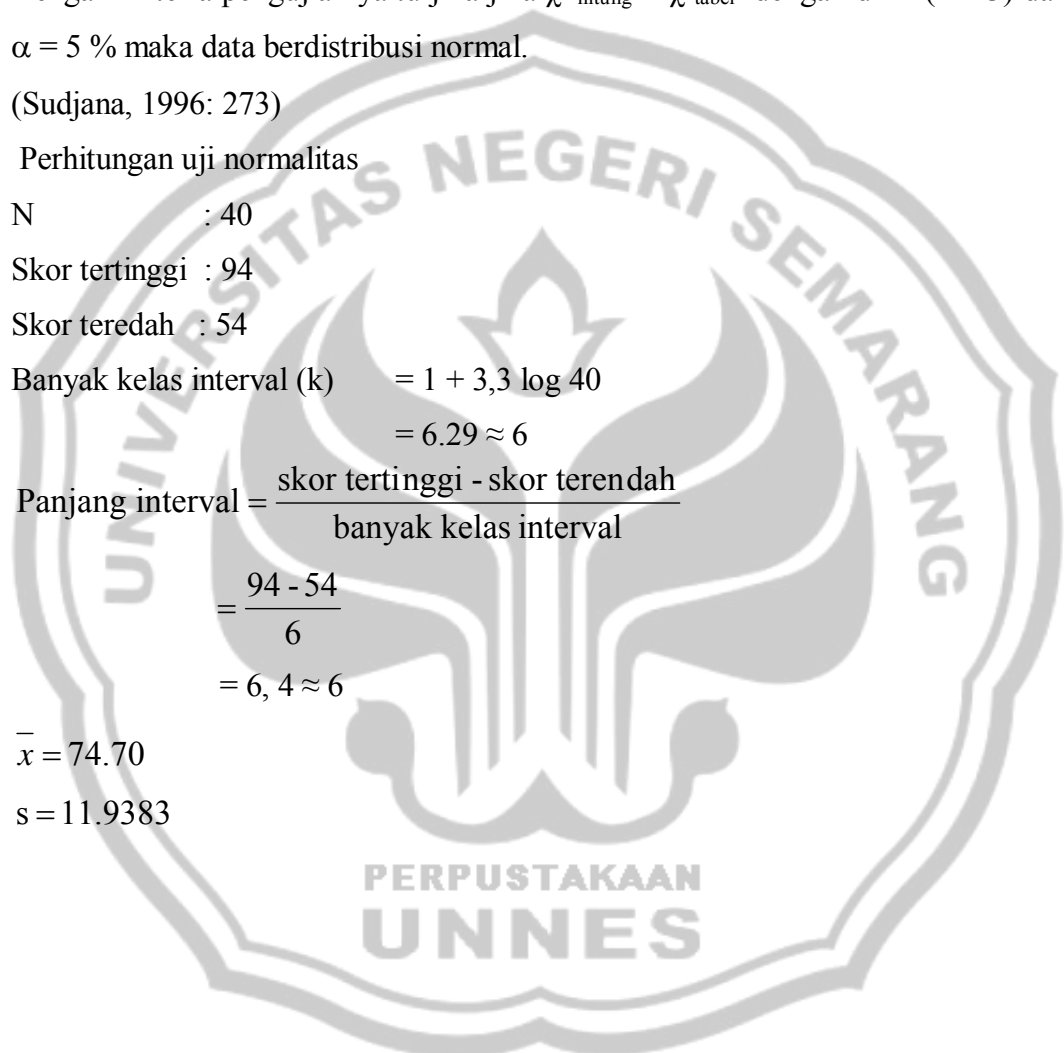 α = 5 % maka data berdistribusi normal.
(Sudjana, 1996: 273)
Perhitungan uji normalitas
N : 40
Skor tertinggi : 94
Skor teredah : 54
Banyak kelas interval (k) = 1 + 3,3 log 40
= 6.29 ≈ 6
Panjang interval = skor tertinggi - skor terendah
banyak kelas interval
= 94 - 54
6
= 6, 4 ≈ 6
x̄ = 74.70
s = 11.9383
UNIVERSITAS NEGERI SEMARANG
PERPUSTAKAAN
UNNES